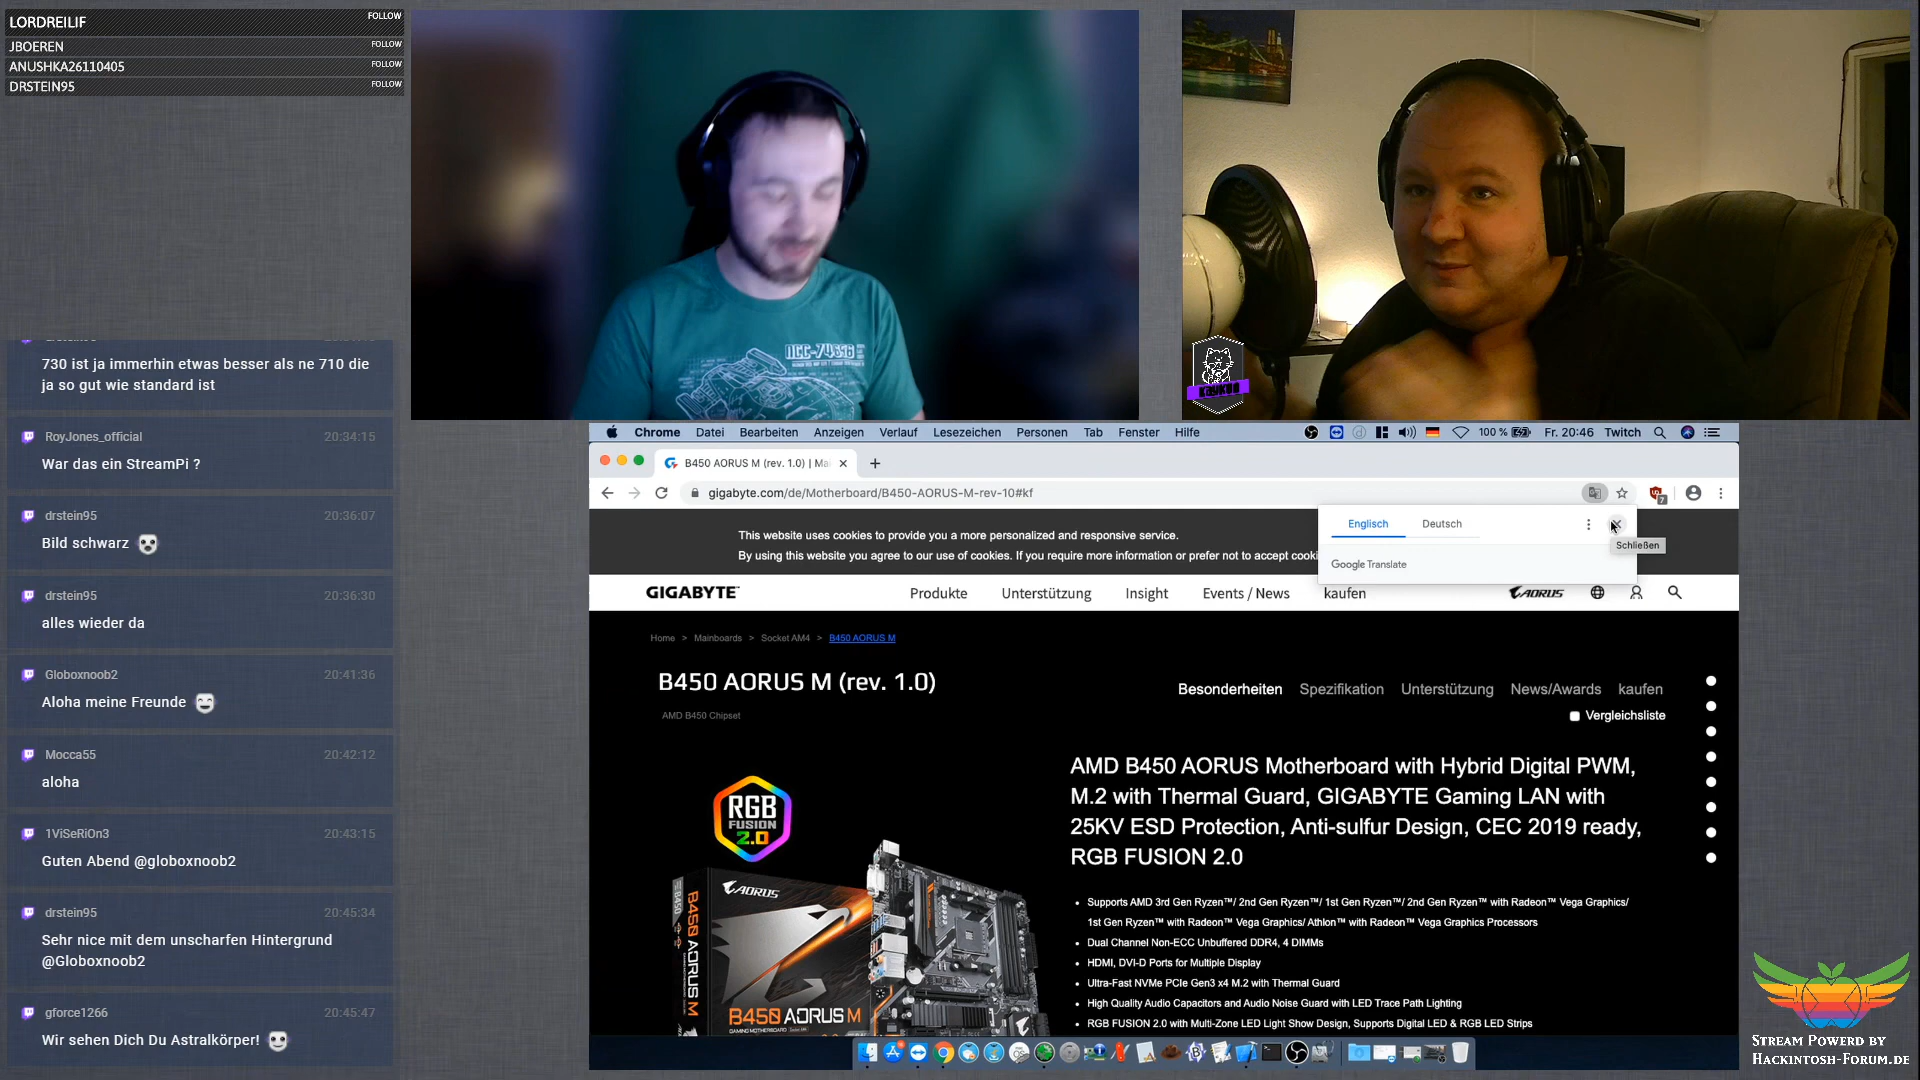 LORDREILIF FOLLOW
JBOEREN FOLLOW
ANUSHKA26110405 FOLLOW
DRSTEIN95 FOLLOW
730 ist ja immerhin etwas besser als ne 710 die
ja so gut wie standard ist
RoyJones_official 20:34:15
War das ein StreamPi ?
drstein95 20:36:07
Bild schwarz
drstein95 20:36:30
alles wieder da
Globoxnoob2 20:41:36
Aloha meine Freunde
Mocca55 20:42:12
aloha
1ViSeRiOn3 20:43:15
Guten Abend @globoxnoob2
drstein95 20:45:34
Sehr nice mit dem unscharfen Hintergrund
@Globoxnoob2
gforce1266 20:45:47
Wir sehen Dich Du Astralkörper!
NCC-74656
Chrome Datei Bearbeiten Anzeigen Verlauf Lesezeichen Personen Tab Fenster Hilfe 100 % Fr. 20:46 Twitch
B450 AORUS M (rev. 1.0) | Ma
gigabyte.com/de/Motherboard/B450-AORUS-M-rev-10#kf
7
This website uses cookies to provide you a more personalized and responsive service.
By using this website you agree to our use of cookies. If you require more information or prefer not to accept cooki
Englisch Deutsch
Schließen
Google Translate
GIGABYTE Produkte Unterstützung Insight Events / News kaufen AORUS
Home > Mainboards > Socket AM4 > B450 AORUS M
B450 AORUS M (rev. 1.0)
AMD B450 Chipset
Besonderheiten Spezifikation Unterstützung News/Awards kaufen
Vergleichsliste
AMD B450 AORUS Motherboard with Hybrid Digital PWM,
M.2 with Thermal Guard, GIGABYTE Gaming LAN with
25KV ESD Protection, Anti-sulfur Design, CEC 2019 ready,
RGB FUSION 2.0
• Supports AMD 3rd Gen Ryzen™/ 2nd Gen Ryzen™/ 1st Gen Ryzen™/ 2nd Gen Ryzen™ with Radeon™ Vega Graphics/
1st Gen Ryzen™ with Radeon™ Vega Graphics/ Athlon™ with Radeon™ Vega Graphics Processors
• Dual Channel Non-ECC Unbuffered DDR4, 4 DIMMs
• HDMI, DVI-D Ports for Multiple Display
• Ultra-Fast NVMe PCIe Gen3 x4 M.2 with Thermal Guard
• High Quality Audio Capacitors and Audio Noise Guard with LED Trace Path Lighting
• RGB FUSION 2.0 with Multi-Zone LED Light Show Design, Supports Digital LED & RGB LED Strips
RGB
FUSION
2.0
AORUS
B450 AORUS M
B450 AORUS M
GAMING MOTHERBOARD
Stream Powerd by
Hackintosh-Forum.de